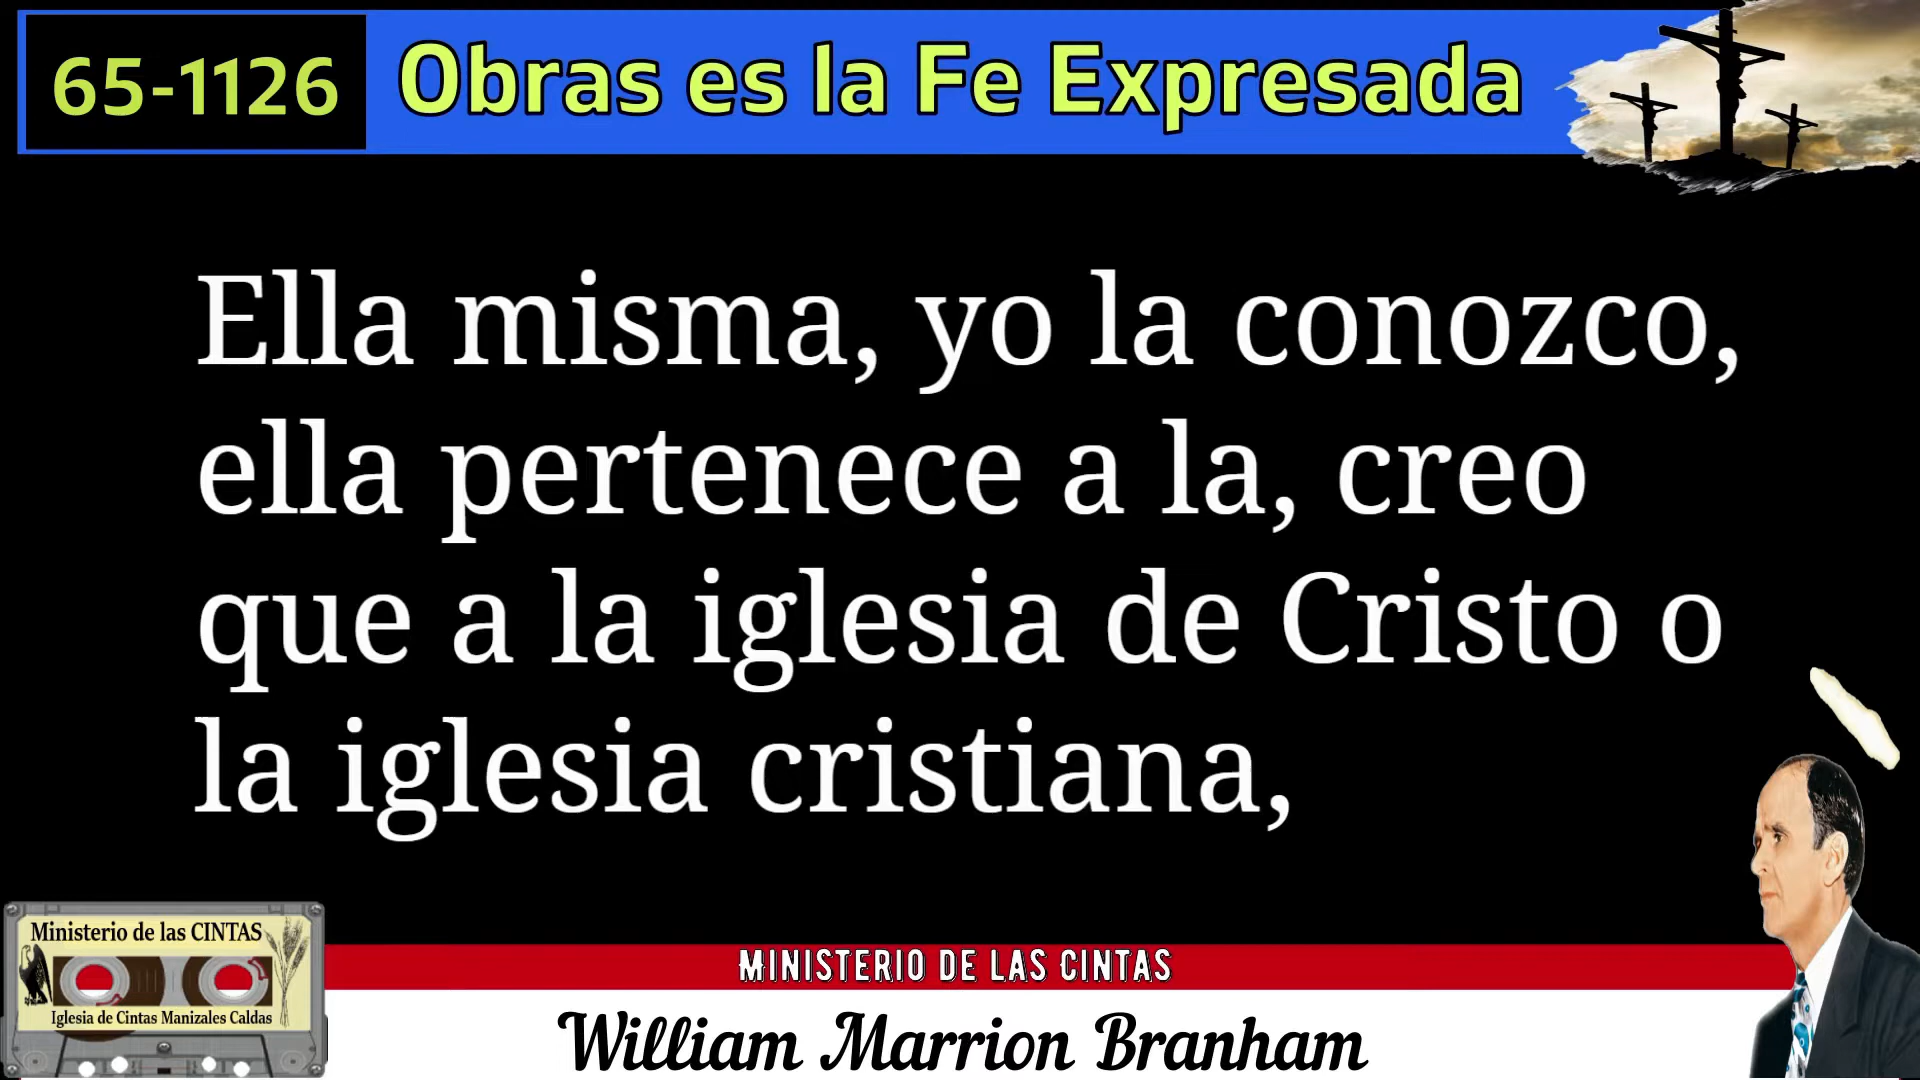 65-1126
Obras es la Fe Expresada
Ella misma, yo la conozco,
ella pertenece a la, creo
que a la iglesia de Cristo o
la iglesia cristiana,
Ministerio de las CINTAS
Iglesia de Cintas Manizales Caldas
MINISTERIO DE LAS CINTAS
William Marrion Branham